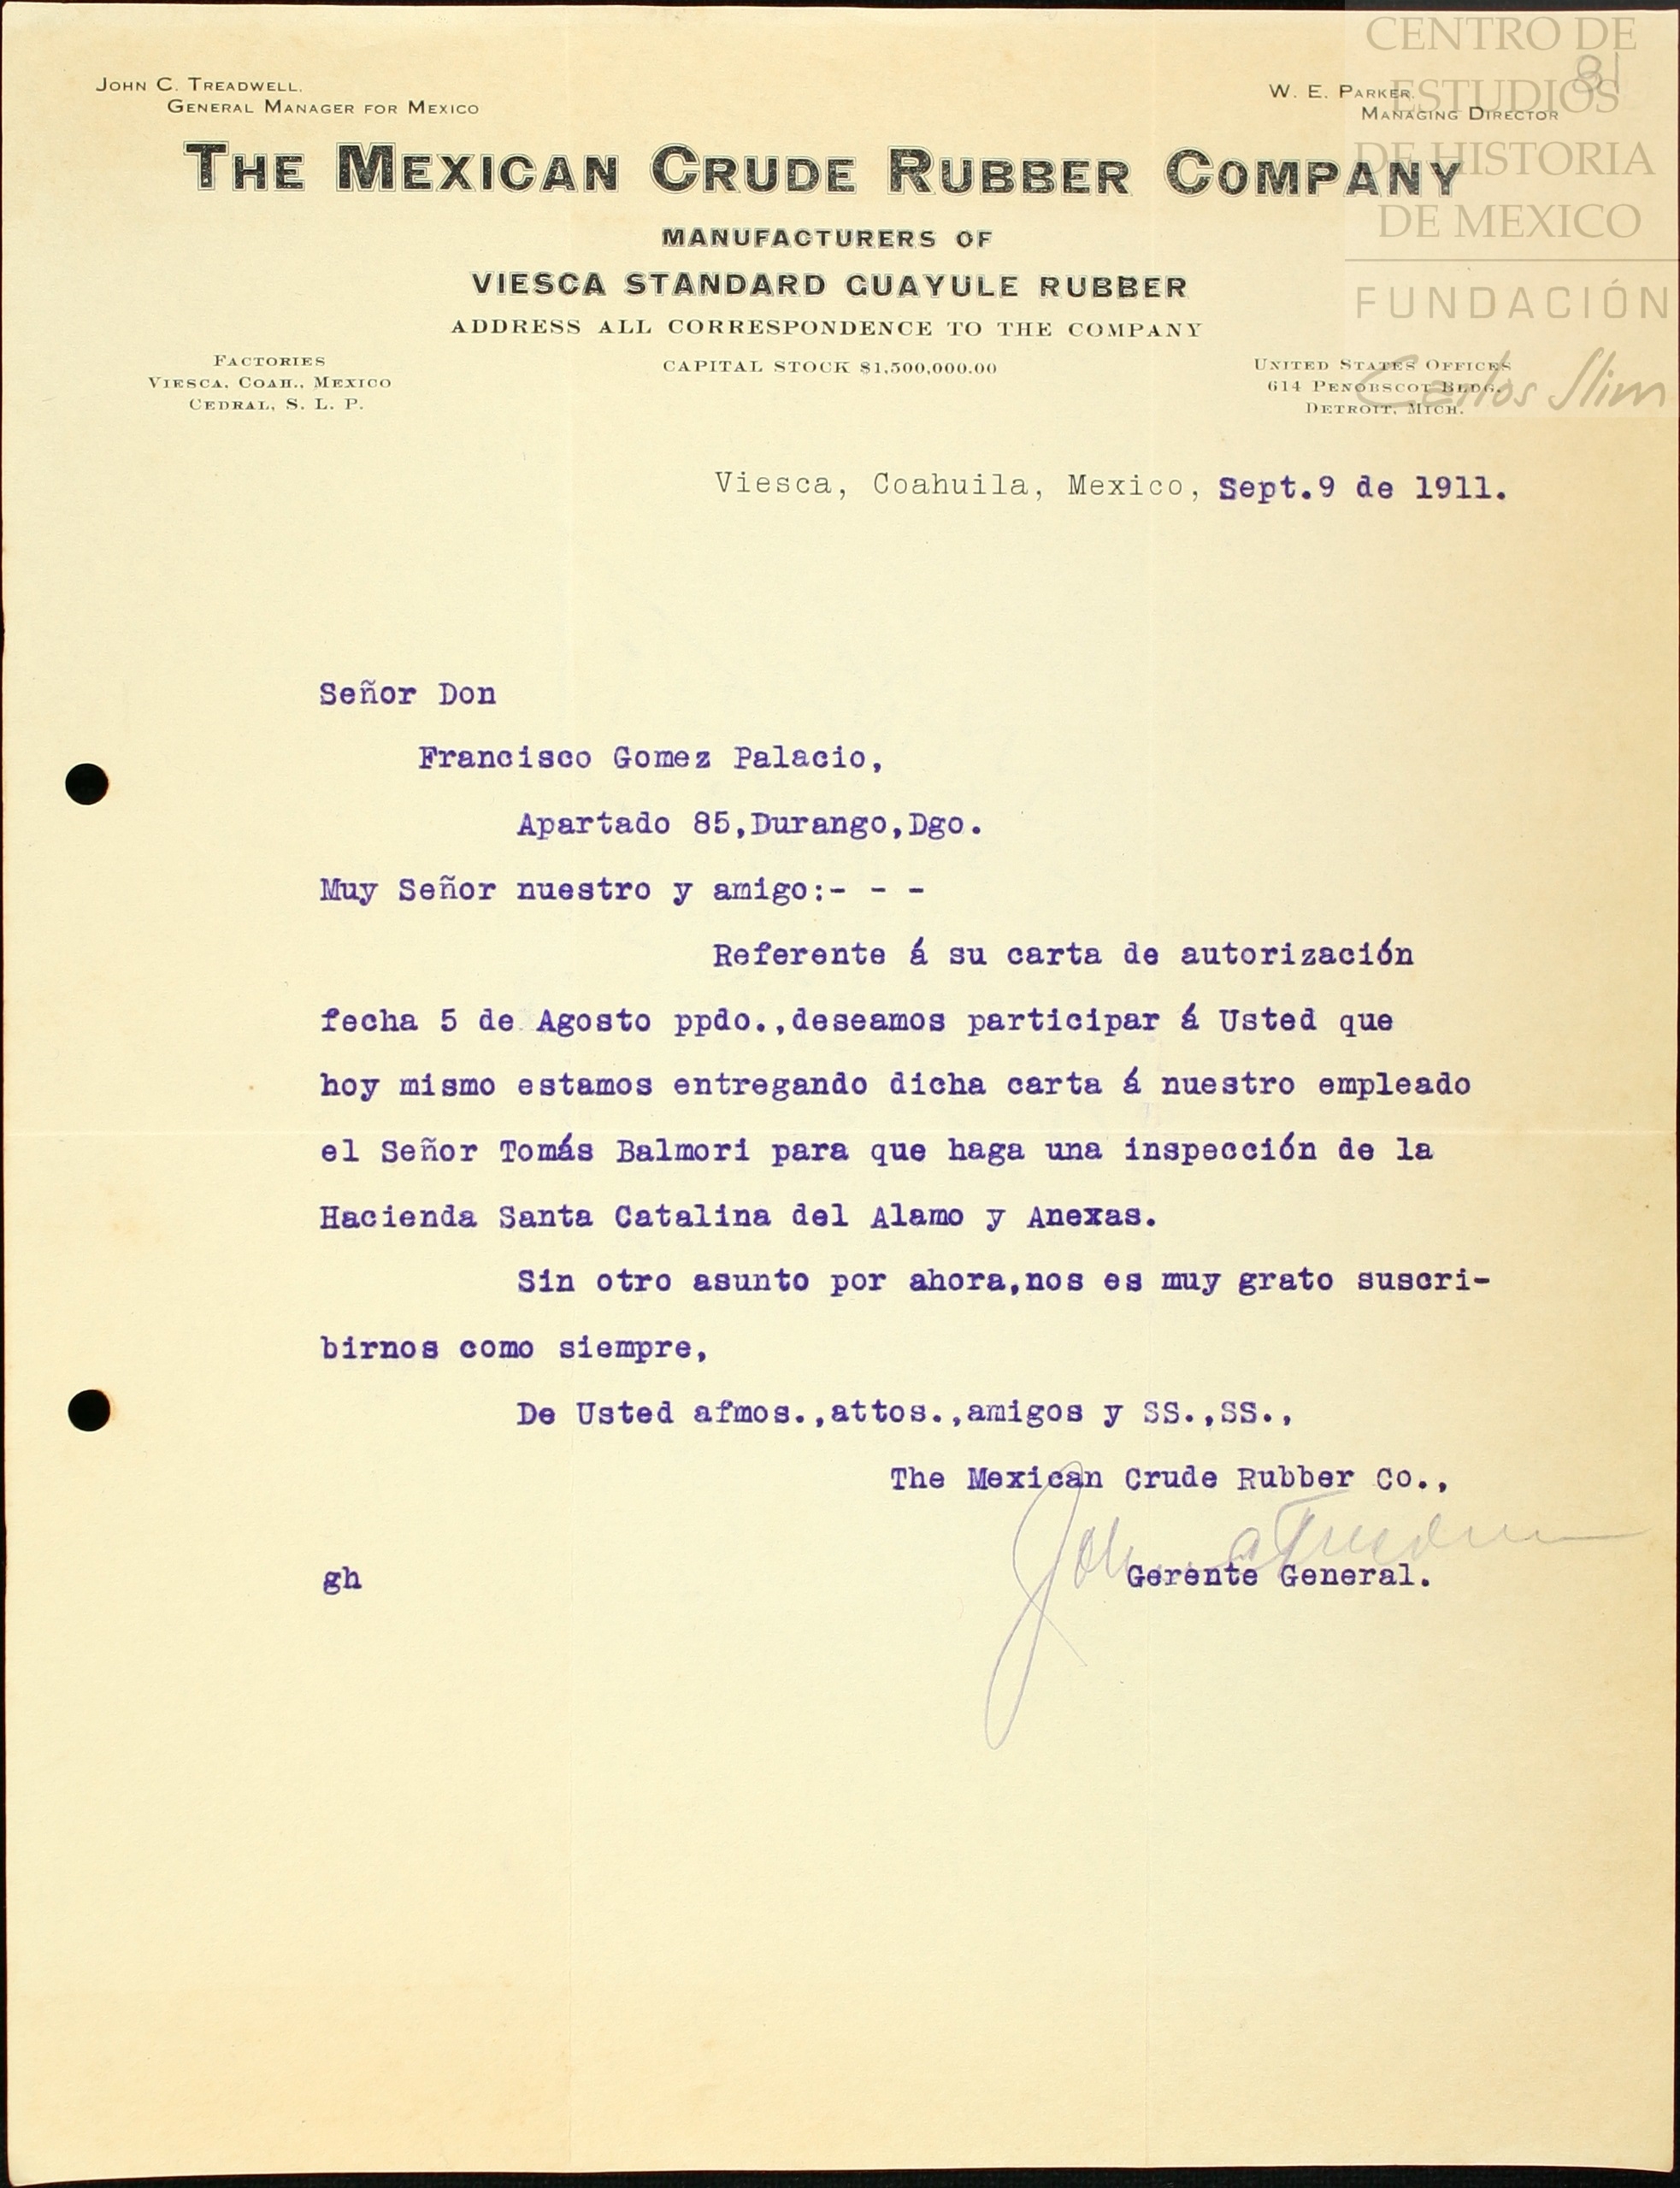 CENTRO DE
ESTUDIOS
DE HISTORIA
DE MEXICO
FUNDACIÓN
Carlos Slim
81
John C. Treadwell,
General Manager for Mexico
W. E. Parker,
Managing Director
The Mexican Crude Rubber Company
MANUFACTURERS OF
VIESCA STANDARD GUAYULE RUBBER
ADDRESS ALL CORRESPONDENCE TO THE COMPANY
Factories
Viesca, Coah., Mexico
Cedral, S. L. P.
CAPITAL STOCK $1,500,000.00
United States Offices
614 Penobscot Bldg.
Detroit, Mich.
Viesca, Coahuila, Mexico, Sept.9 de 1911.
Señor Don
Francisco Gomez Palacio,
Apartado 85,Durango,Dgo.
Muy Señor nuestro y amigo:- - -
Referente á su carta de autorización
fecha 5 de Agosto ppdo.,deseamos participar á Usted que
hoy mismo estamos entregando dicha carta á nuestro empleado
el Señor Tomás Balmori para que haga una inspección de la
Hacienda Santa Catalina del Alamo y Anexas.
Sin otro asunto por ahora,nos es muy grato suscri-
birnos como siempre,
De Usted afmos.,attos.,amigos y SS.,SS.,
The Mexican Crude Rubber Co.,
John C Treadwell
gh Gerente General.